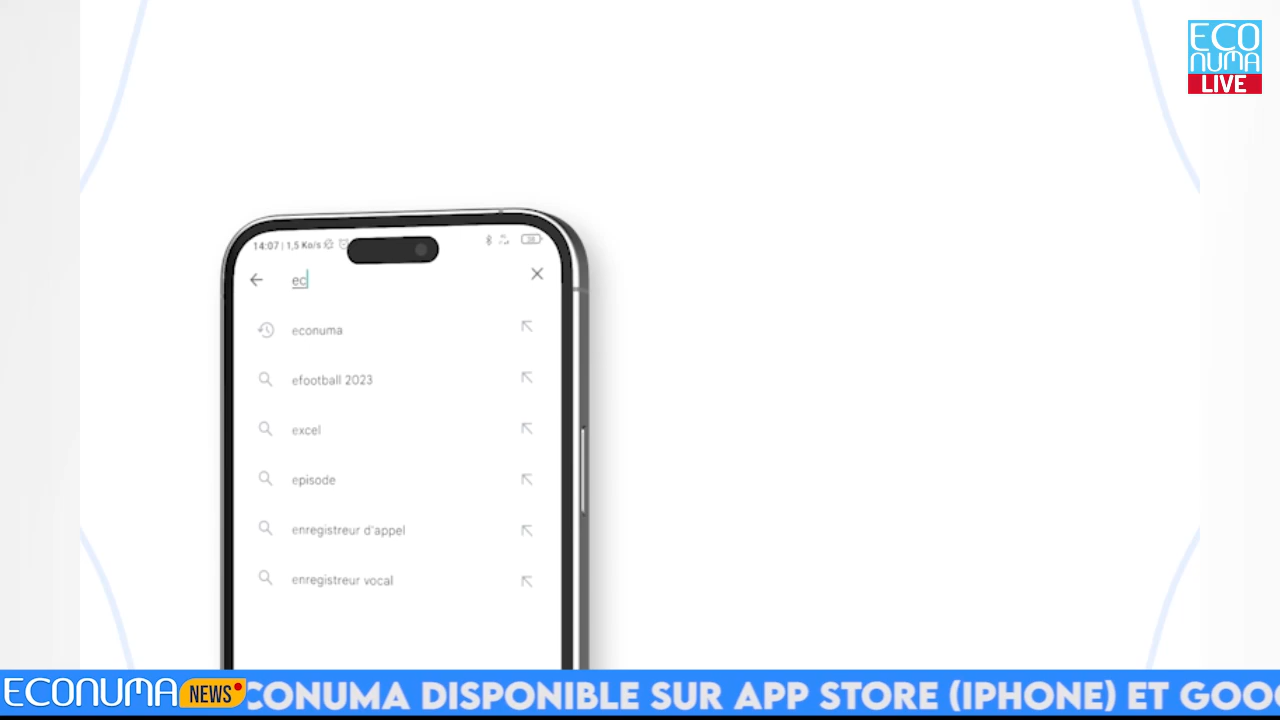 ECO
NUMA
LIVE
14:07 | 1,5 Ko/s
ec
econuma
efootball 2023
excel
episode
enregistreur d'appel
enregistreur vocal
ECONUMA NEWS
CONUMA DISPONIBLE SUR APP STORE (IPHONE) ET GOO